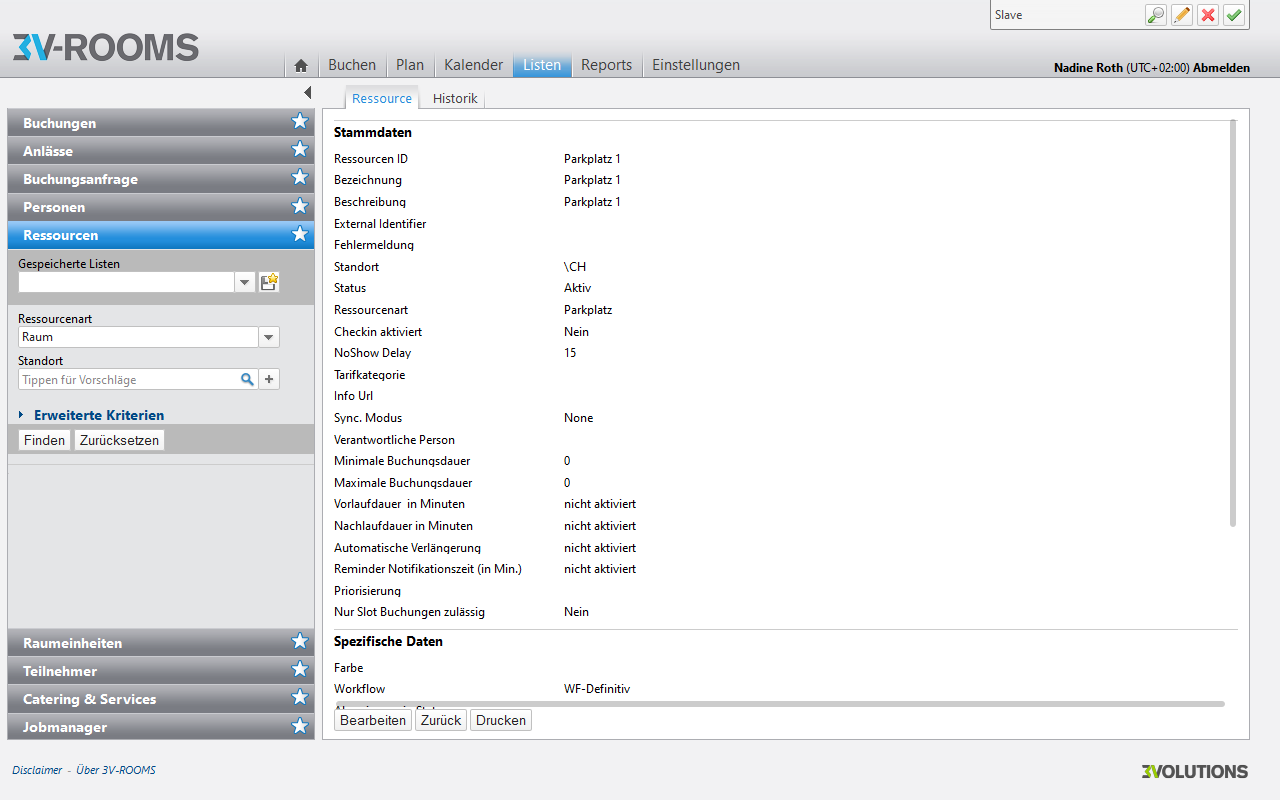 Slave
3V-ROOMS
Buchen Plan Kalender Listen Reports Einstellungen
Nadine Roth (UTC+02:00) Abmelden
Buchungen
Anlässe
Buchungsanfrage
Personen
Ressourcen
Gespeicherte Listen
Ressourcenart
Raum
Standort
Tippen für Vorschläge
Erweiterte Kriterien
Finden Zurücksetzen
Raumeinheiten
Teilnehmer
Catering & Services
Jobmanager
Ressource Historik
Stammdaten
Ressourcen ID Parkplatz 1
Bezeichnung Parkplatz 1
Beschreibung Parkplatz 1
External Identifier
Fehlermeldung
Standort \CH
Status Aktiv
Ressourcenart Parkplatz
Checkin aktiviert Nein
NoShow Delay 15
Tarifkategorie
Info Url
Sync. Modus None
Verantwortliche Person
Minimale Buchungsdauer 0
Maximale Buchungsdauer 0
Vorlaufdauer in Minuten nicht aktiviert
Nachlaufdauer in Minuten nicht aktiviert
Automatische Verlängerung nicht aktiviert
Reminder Notifikationszeit (in Min.) nicht aktiviert
Priorisierung
Nur Slot Buchungen zulässig Nein
Spezifische Daten
Farbe
Workflow WF-Definitiv
Bearbeiten Zurück Drucken
Disclaimer - Über 3V-ROOMS
3VOLUTIONS